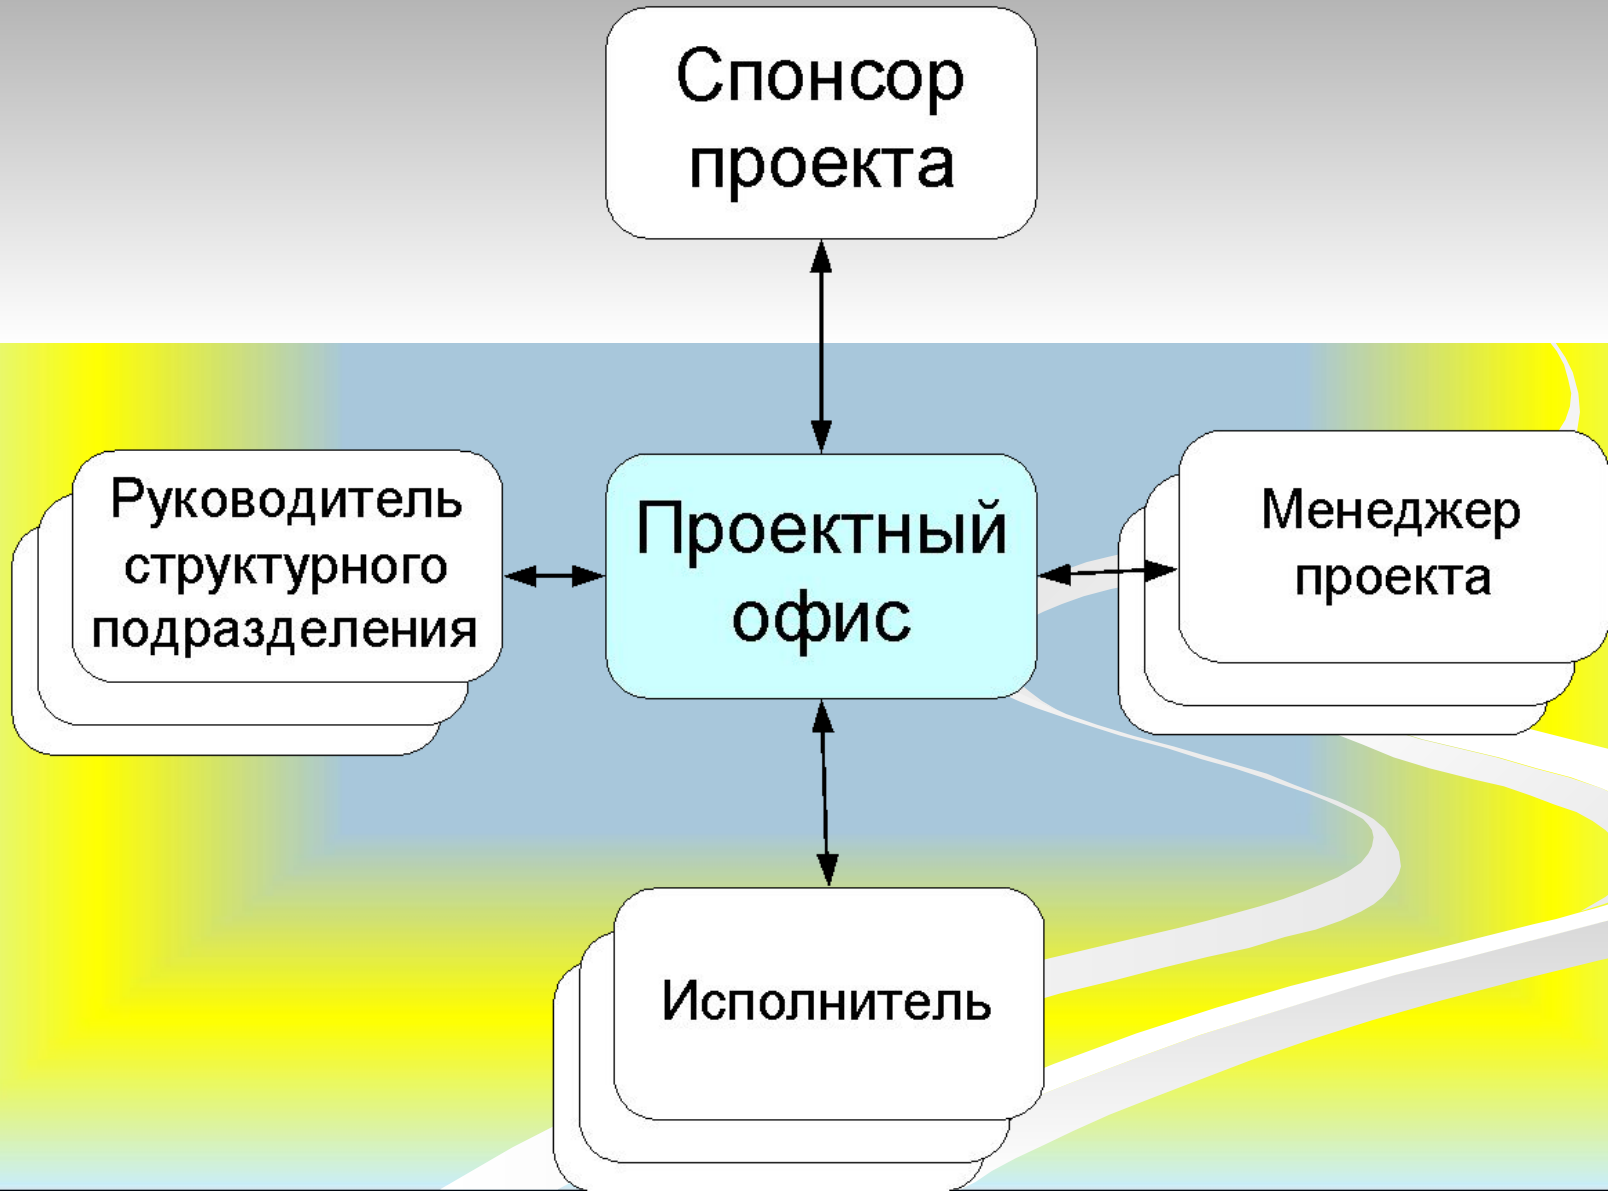 Спонсор
проекта
Руководитель
структурного
подразделения
Проектный
офис
Менеджер
проекта
Исполнитель